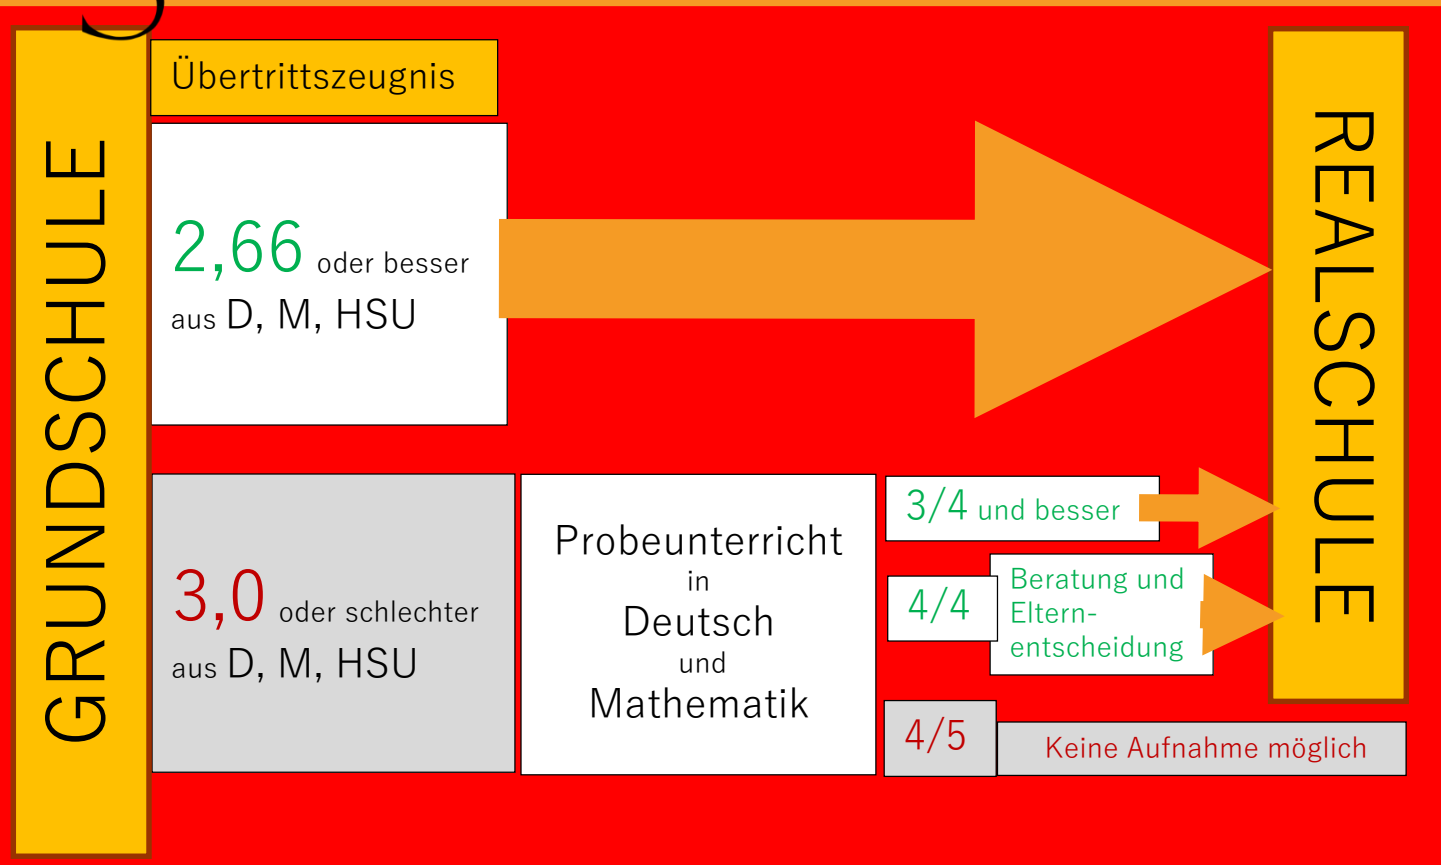 GRUNDSCHULE
Übertrittszeugnis
2,66 oder besser
aus D, M, HSU
3,0 oder schlechter
aus D, M, HSU
Probeunterricht
in
Deutsch
und
Mathematik
3/4 und besser
4/4
Beratung und
Eltern-
entscheidung
4/5
Keine Aufnahme möglich
REALSCHULE